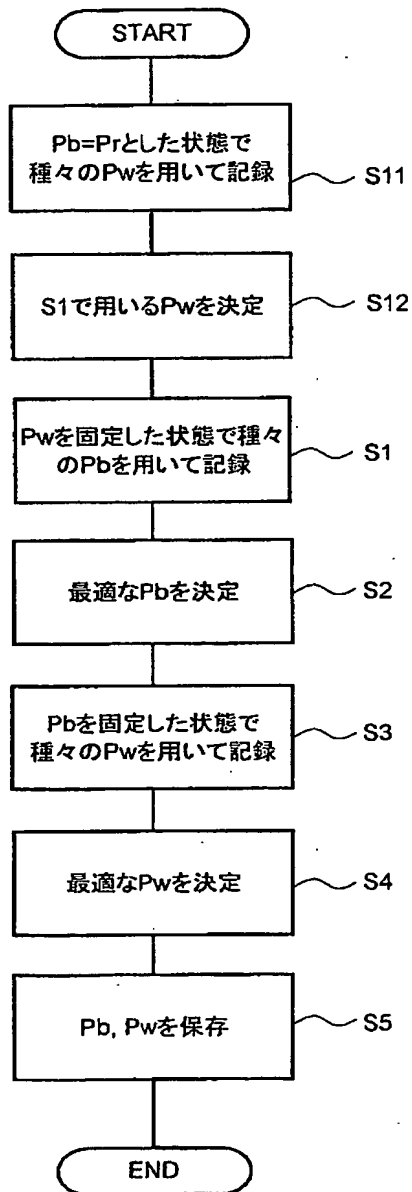 START
Pb=Prとした状態で
種々のPwを用いて記録
S11
S1で用いるPwを決定
S12
Pwを固定した状態で種々
のPbを用いて記録
S1
最適なPbを決定
S2
Pbを固定した状態で
種々のPwを用いて記録
S3
最適なPwを決定
S4
Pb, Pwを保存
S5
END